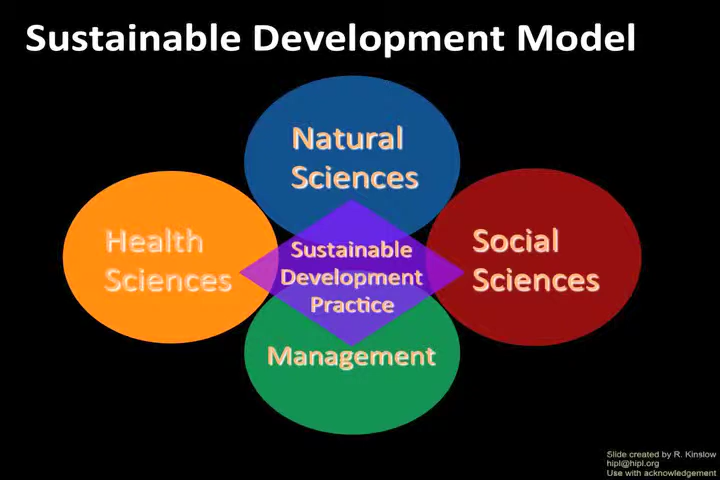 Sustainable Development Model
Natural
Sciences
Health
Sciences
Sustainable
Development
Practice
Social
Sciences
Management
Slide created by R. Kinslow
hipl@hipl.org
Use with acknowledgement